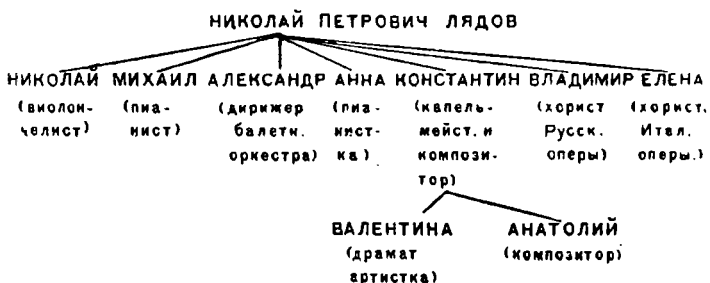 НИКОЛАЙ ПЕТРОВИЧ ЛЯДОВ
НИКОЛАЙ МИХАИЛ АЛЕКСАНДР АННА КОНСТАНТИН ВЛАДИМИР ЕЛЕНА
(виолон- (пиа- (дирижер (пиа- (капель- (хорист (хорист.
челист) нист) балетн. нист- мейст. и Русск. Итал.
оркестра) ка) компози- оперы) оперы.)
тор)
ВАЛЕНТИНА АНАТОЛИЙ
(драмат (композитор)
артистка)